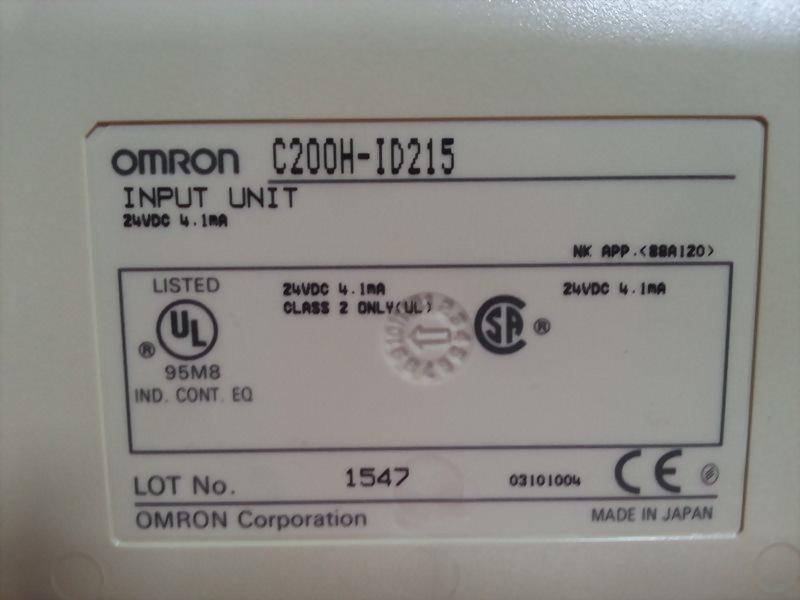 OMRON C200H-ID215
INPUT UNIT
24VDC 4.1mA
NK APP.<88A120>
LISTED
UL
®
95M8
IND. CONT. EQ
24VDC 4.1mA
CLASS 2 ONLY(UL)
SA ®
24VDC 4.1mA
LOT No. 1547 03101004 CE
OMRON Corporation MADE IN JAPAN